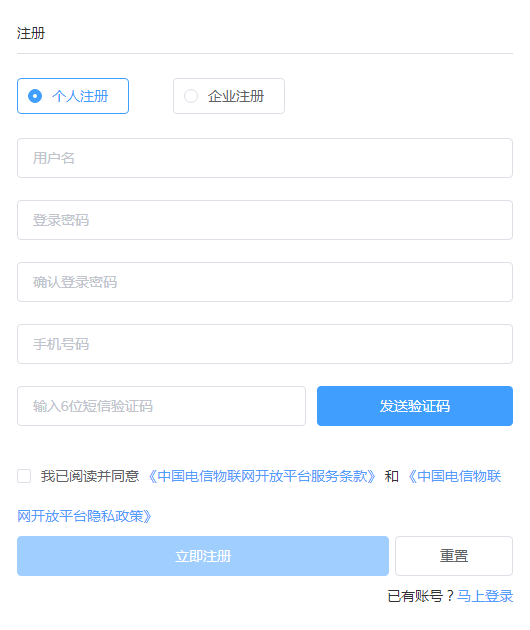 注册
个人注册 企业注册
用户名
登录密码
确认登录密码
手机号码
输入6位短信验证码 发送验证码
我已阅读并同意 《中国电信物联网开放平台服务条款》 和 《中国电信物联
网开放平台隐私政策》
立即注册 重置
已有账号？马上登录